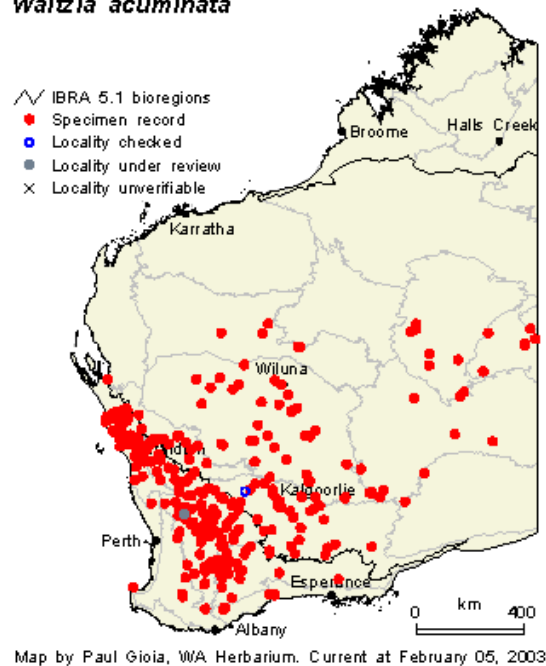 Waitzia acuminata
IBRA 5.1 bioregions
Specimen record
Locality checked
Locality under review
Locality unverifiable
Broome
Halls Creek
Karratha
Wiluna
Kalgoorlie
Perth
Esperance
Albany
0 km 400
Map by Paul Gioia, WA Herbarium. Current at February 05, 2003